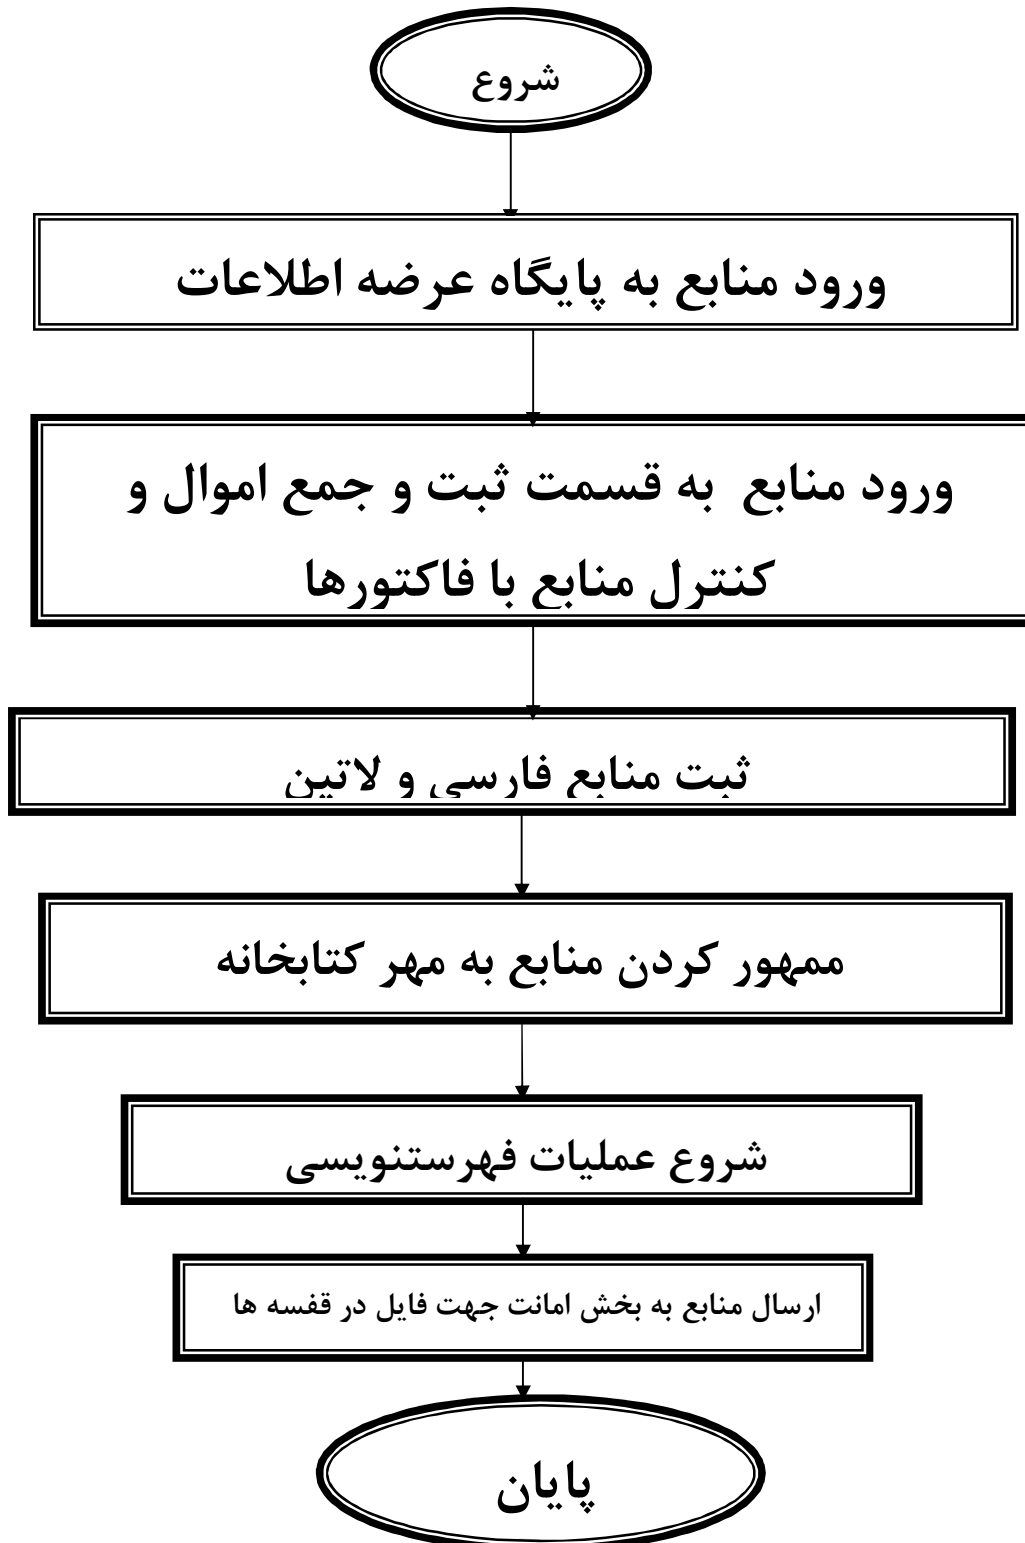 شروع
ورود منابع به پایگاه عرضه اطلاعات
ورود منابع به قسمت ثبت و جمع اموال و
کنترل منابع با فاکتورها
ثبت منابع فارسی و لاتین
ممهور کردن منابع به مهر کتابخانه
شروع عملیات فهرستنویسی
ارسال منابع به بخش امانت جهت فایل در قفسه ها
پایان